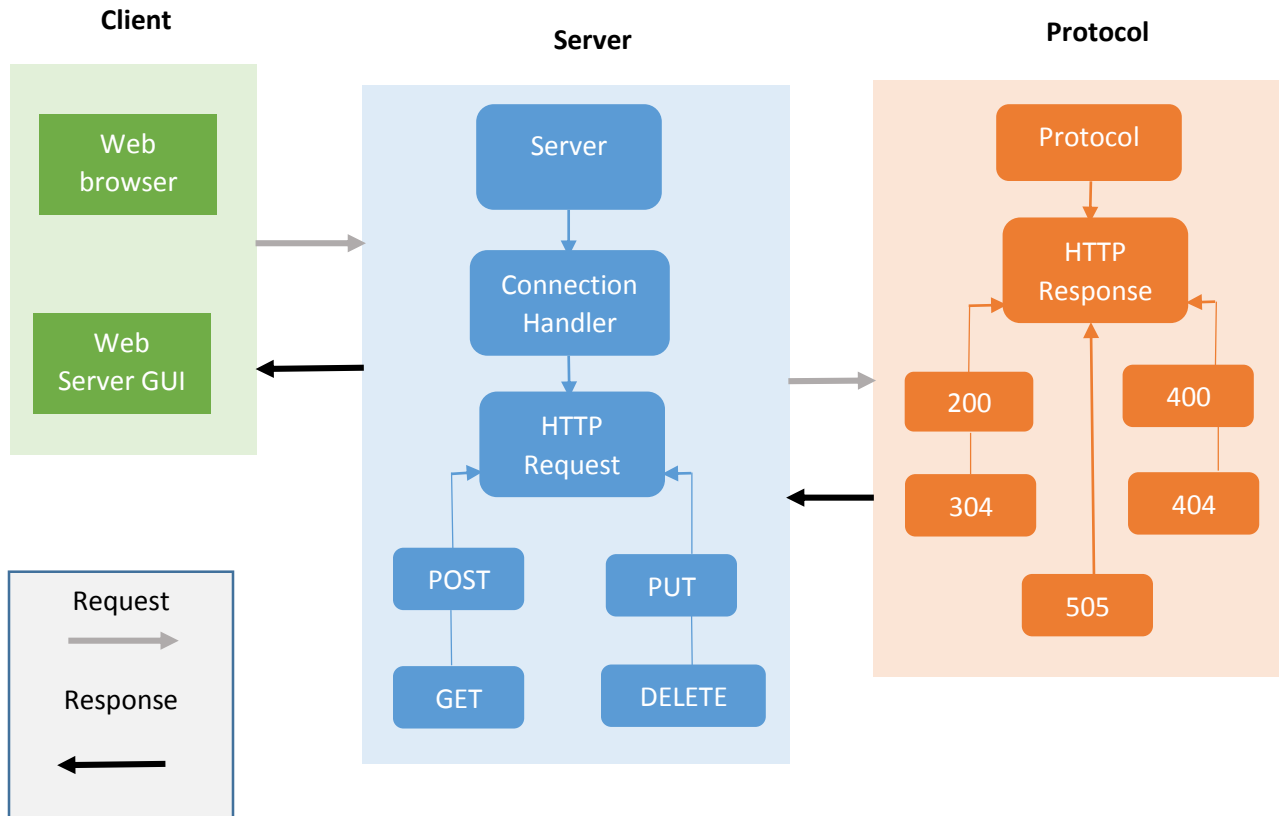 Client
Server
Protocol
Web
browser
Web
Server GUI
Server
Connection
Handler
HTTP
Request
POST
PUT
GET
DELETE
Protocol
HTTP
Response
200
400
304
404
505
Request
Response